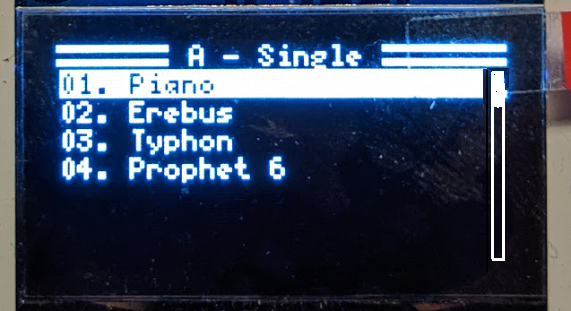 A - Single
01. Piano
02. Erebus
03. Typhon
04. Prophet 6